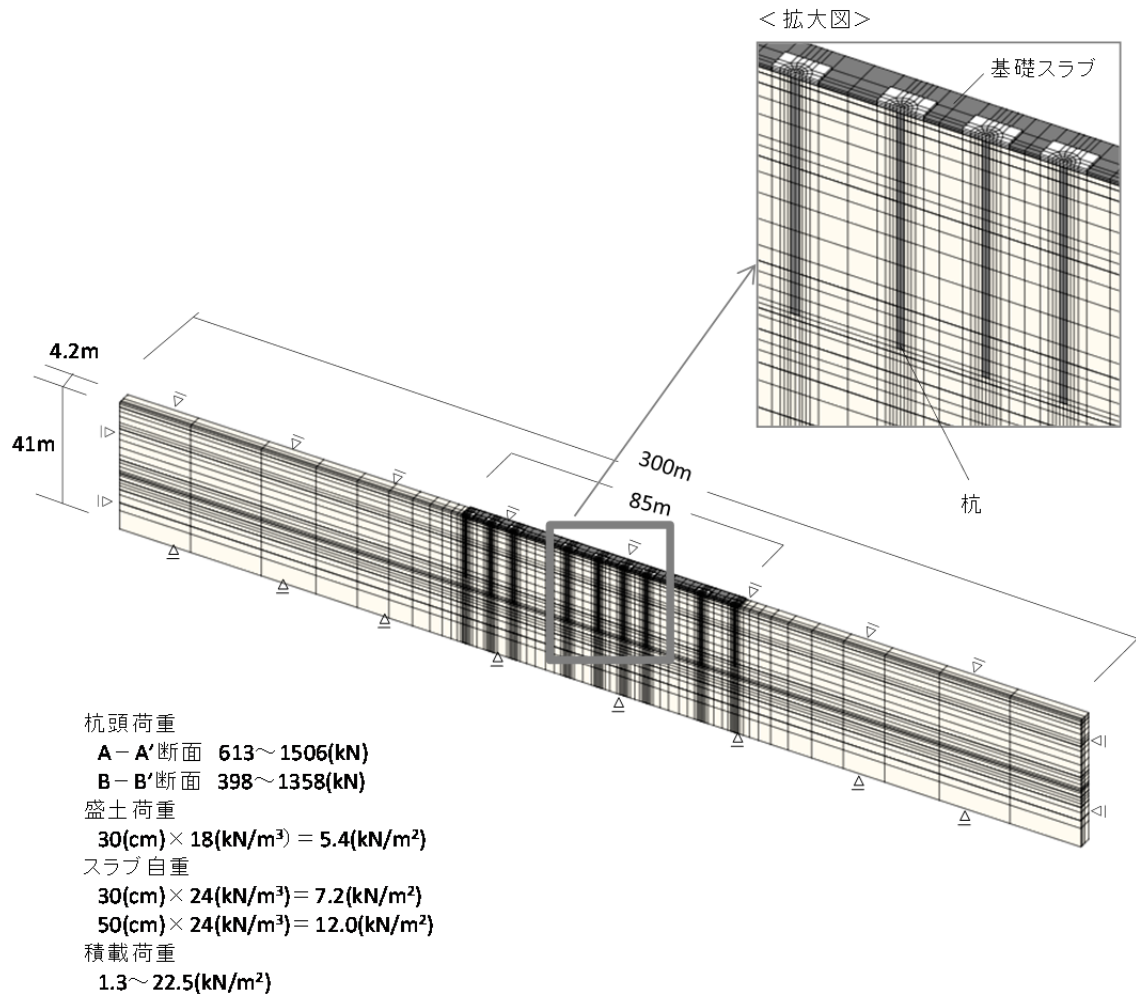 <拡大図>
基礎スラブ
杭
4.2m
41m
300m
85m
杭頭荷重
A－A'断面 613～1506(kN)
B－B'断面 398～1358(kN)
盛土荷重
30(cm)×18(kN/m³)＝5.4(kN/m²)
スラブ自重
30(cm)×24(kN/m³)＝7.2(kN/m²)
50(cm)×24(kN/m³)＝12.0(kN/m²)
積載荷重
1.3～22.5(kN/m²)